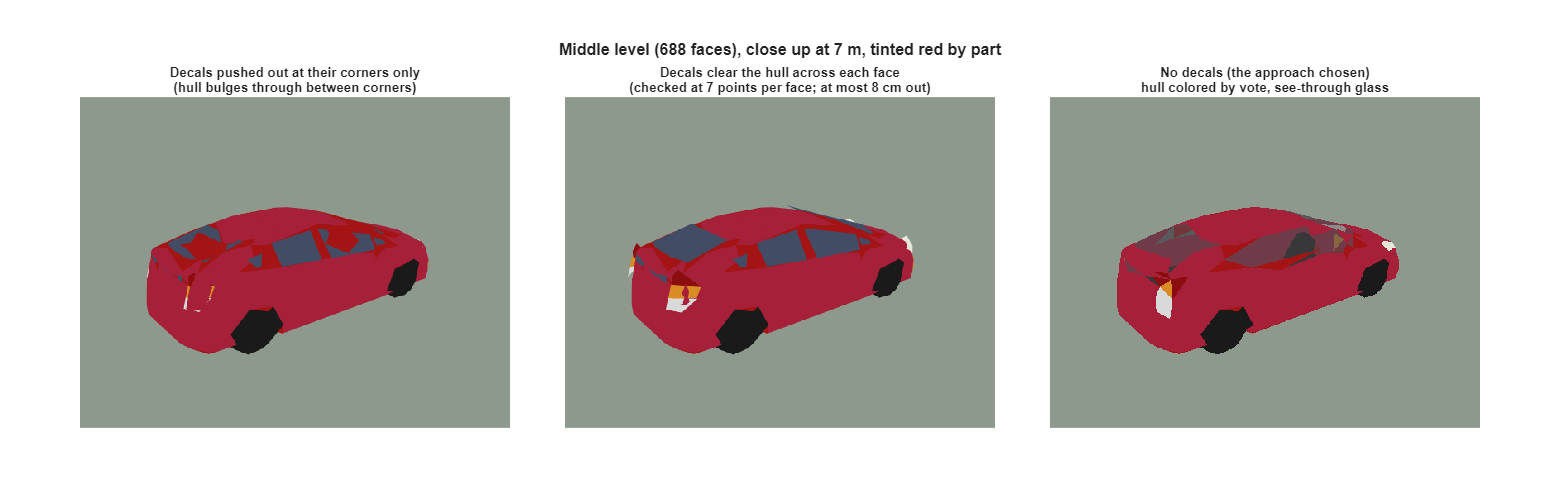 Middle level (688 faces), close up at 7 m, tinted red by part
Decals pushed out at their corners only
(hull bulges through between corners)
Decals clear the hull across each face
(checked at 7 points per face; at most 8 cm out)
No decals (the approach chosen)
hull colored by vote, see-through glass